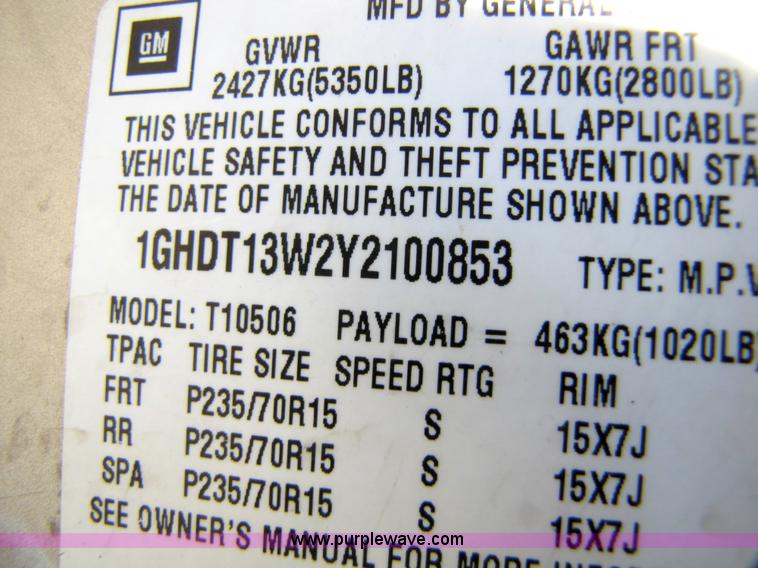 MFD BY GENERAL
GM
GVWR GAWR FRT
2427KG(5350LB) 1270KG(2800LB)
THIS VEHICLE CONFORMS TO ALL APPLICABLE
VEHICLE SAFETY AND THEFT PREVENTION STA
THE DATE OF MANUFACTURE SHOWN ABOVE.
1GHDT13W2Y2100853 TYPE: M.P.V
MODEL: T10506 PAYLOAD = 463KG(1020LB)
TPAC TIRE SIZE SPEED RTG RIM
FRT P235/70R15 S 15X7J
RR P235/70R15 S 15X7J
SPA P235/70R15 S 15X7J
SEE OWNER'S MANUAL FOR MORE INFOR
www.purplewave.com